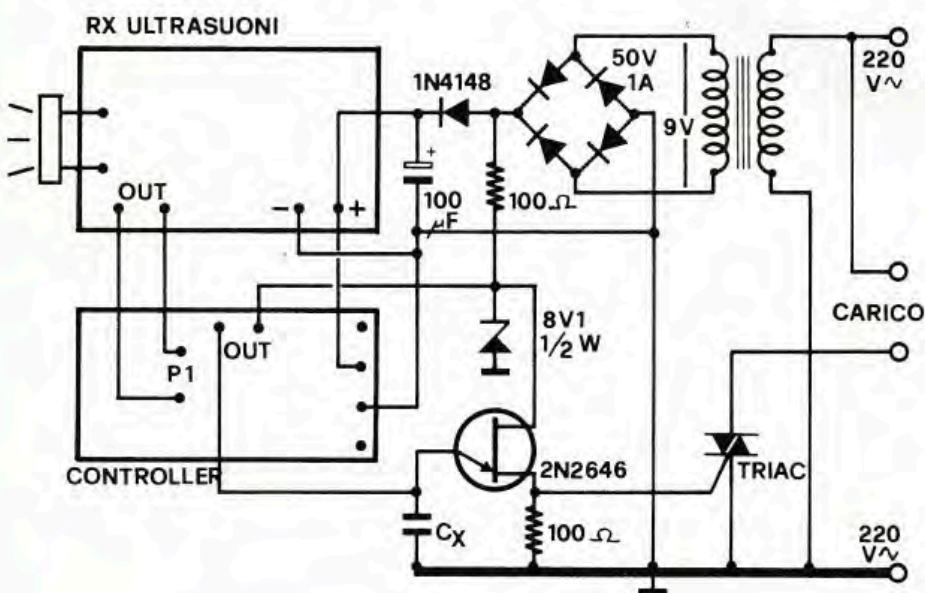 RX ULTRASUONI
OUT
- +
1N4148
+
100
µF
100 Ω
50V
1A
9V
220
V~
CARICO
OUT
P1
CONTROLLER
8V1
1/2 W
2N2646
TRIAC
CX
100 Ω
220
V~